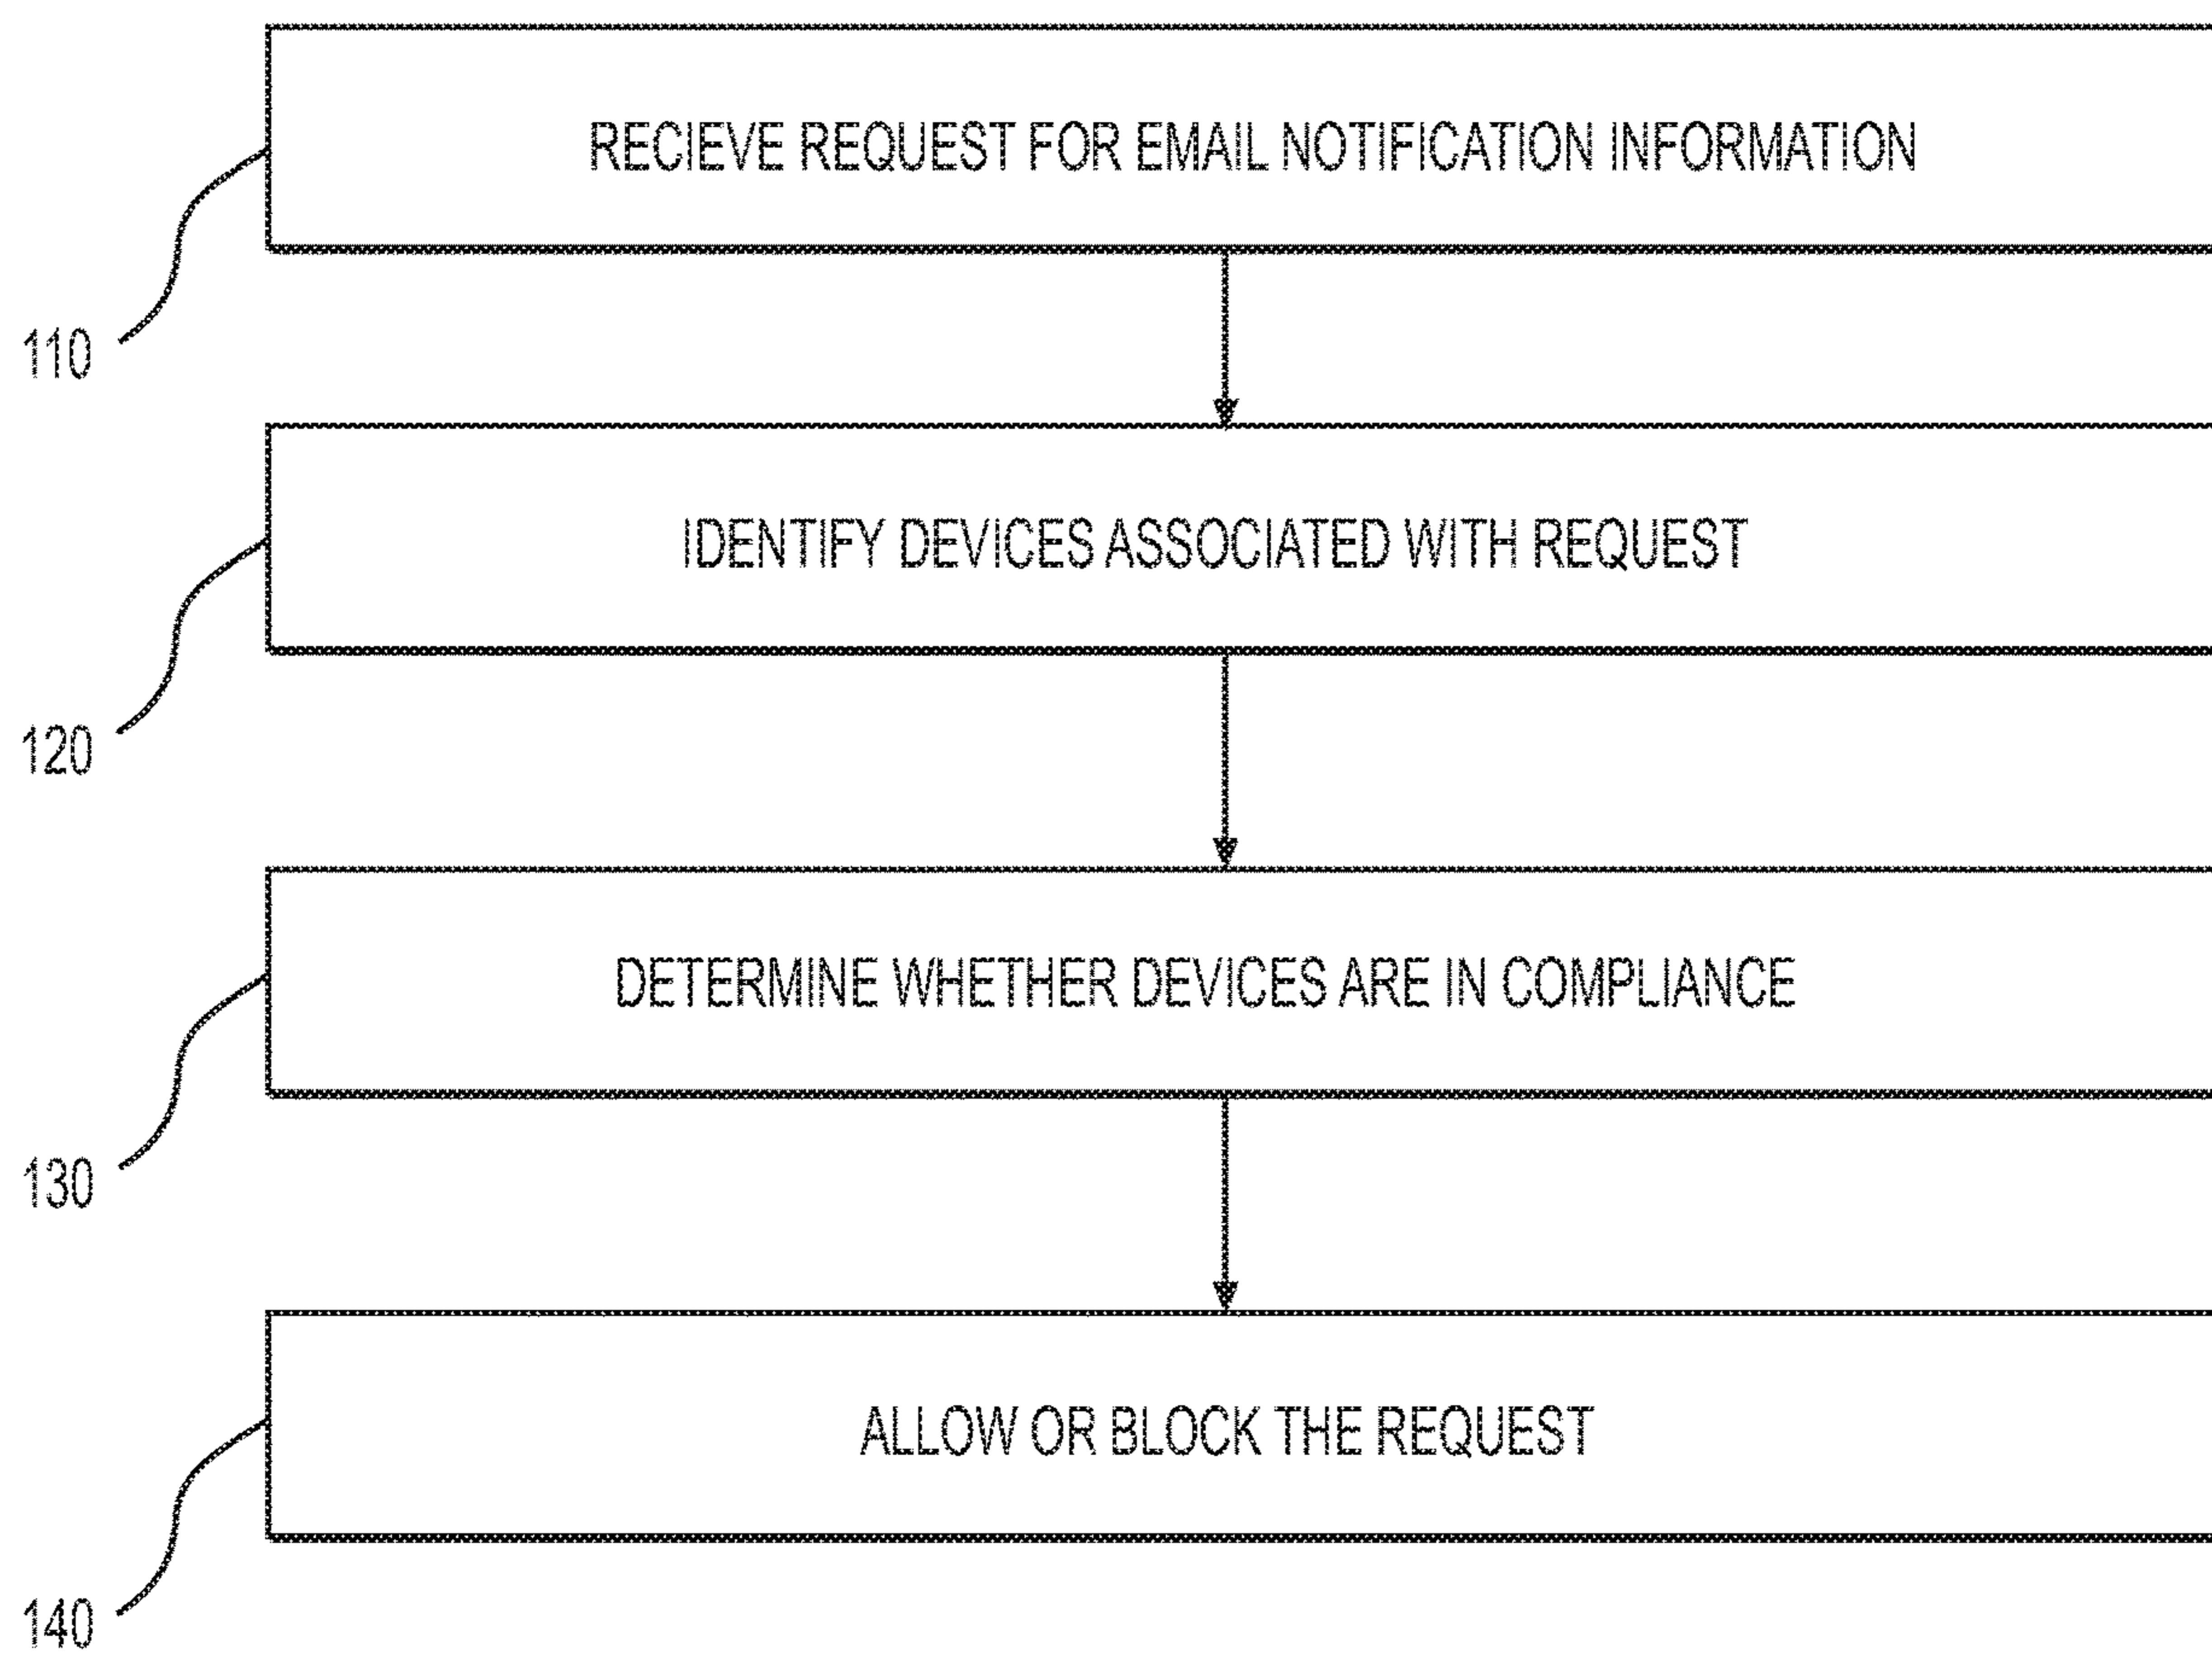 RECIEVE REQUEST FOR EMAIL NOTIFICATION INFORMATION
110
IDENTIFY DEVICES ASSOCIATED WITH REQUEST
120
DETERMINE WHETHER DEVICES ARE IN COMPLIANCE
130
ALLOW OR BLOCK THE REQUEST
140